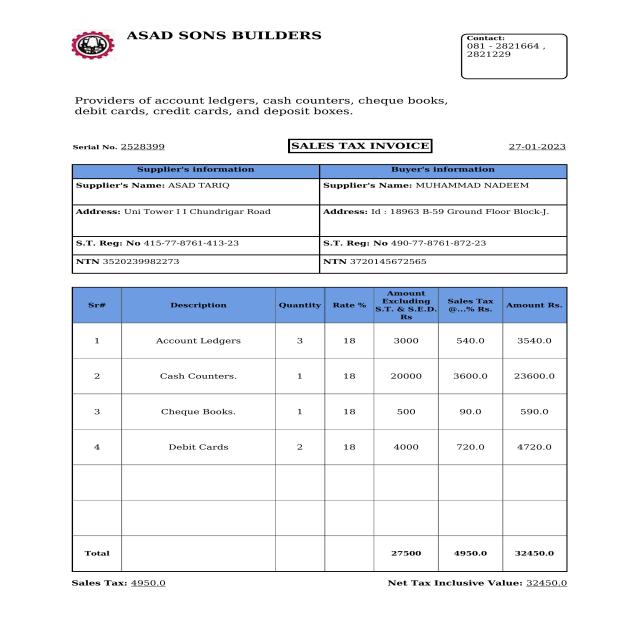 ASAD SONS BUILDERS
Contact:
081 - 2821664 ,
2821229
Providers of account ledgers, cash counters, cheque books,
debit cards, credit cards, and deposit boxes.
Serial No. 2528399 SALES TAX INVOICE 27-01-2023
Supplier's information Buyer's information
Supplier's Name: ASAD TARIQ Supplier's Name: MUHAMMAD NADEEM
Address: Uni Tower I I Chundrigar Road Address: Id : 18963 B-59 Ground Floor Block-J.
S.T. Reg: No 415-77-8761-413-23 S.T. Reg: No 490-77-8761-872-23
NTN 3520239982273 NTN 3720145672565
Sr# Description Quantity Rate % Amount Excluding S.T. & S.E.D. Rs Sales Tax @...% Rs. Amount Rs.
1 Account Ledgers 3 18 3000 540.0 3540.0
2 Cash Counters. 1 18 20000 3600.0 23600.0
3 Cheque Books. 1 18 500 90.0 590.0
4 Debit Cards 2 18 4000 720.0 4720.0
Total 27500 4950.0 32450.0
Sales Tax: 4950.0 Net Tax Inclusive Value: 32450.0